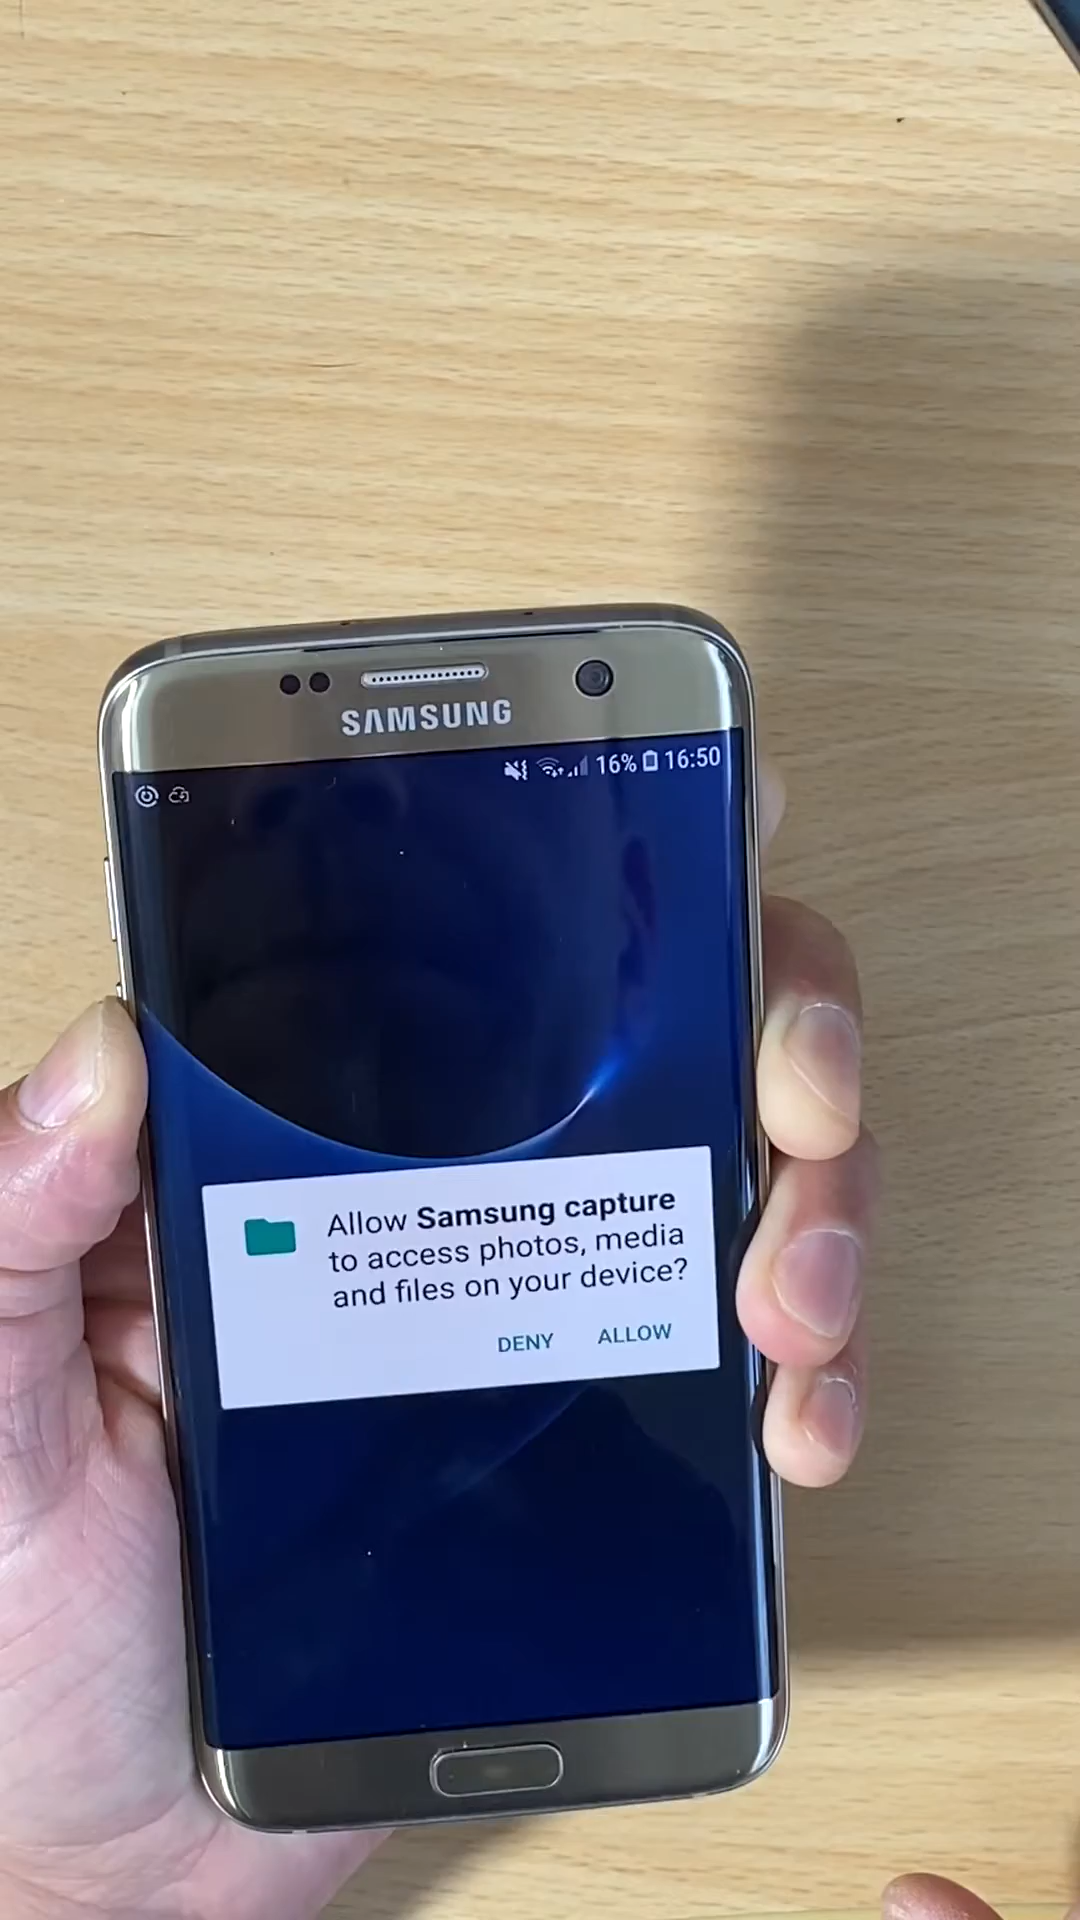 SAMSUNG
16% 16:50
Allow Samsung capture
to access photos, media
and files on your device?
DENY ALLOW